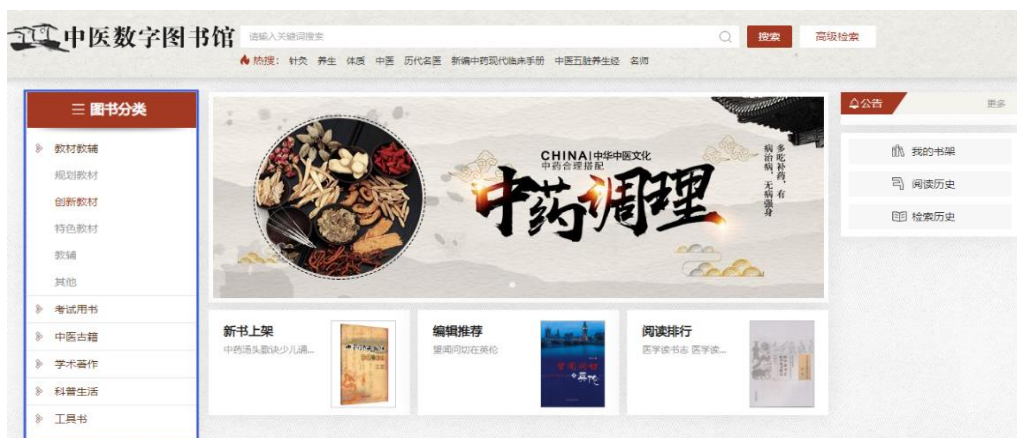 中医数字图书馆
请输入关键词搜索
搜索
高级检索
热搜： 针灸 养生 体质 中医 历代名医 新编中药现代临床手册 中医五脏养生经 名师
图书分类
教材教辅
规划教材
创新教材
特色教材
教辅
其他
考试用书
中医古籍
学术著作
科普生活
工具书
CHINA|中华中医文化
中药合理搭配
中药调理
多吃补药，有
病治病，无病强身
公告
更多
我的书架
阅读历史
检索历史
新书上架
中药汤头歌诀少儿诵...
编辑推荐
望闻问切在英伦
阅读排行
医学读书志 医学读...
望闻问切
英伦